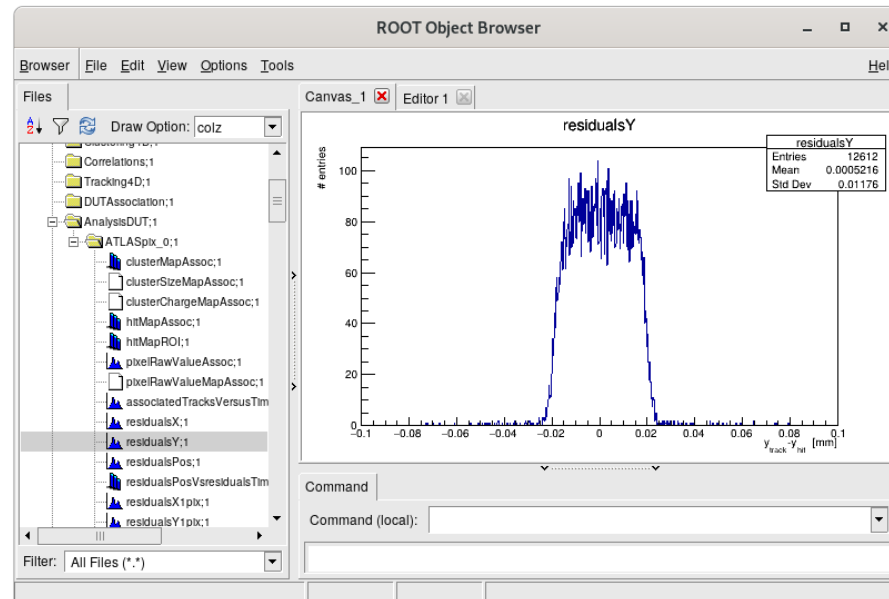 ROOT Object Browser
Browser File Edit View Options Tools
Files
Draw Option: colz
Correlations;1
Tracking4D;1
DUTAssociation;1
AnalysisDUT;1
ATLASpix_0;1
clusterMapAssoc;1
clusterSizeMapAssoc;1
clusterChargeMapAssoc;1
hitMapAssoc;1
hitMapROI;1
pixelRawValueAssoc;1
pixelRawValueMapAssoc;1
associatedTracksVersusTim
residualsX;1
residualsY;1
residualsPos;1
residualsPosVsresidualsTim
residualsX1pix;1
residualsY1pix;1
Filter: All Files (*.*)
Hel
Canvas_1 Editor 1
residualsY
residualsY
Entries 12612
Mean 0.0005216
Std Dev 0.01176
# entries
100
80
60
40
20
0
−0.1 −0.08 −0.06 −0.04 −0.02 0 0.02 0.04 0.06 0.08 0.1
y_track-y_hit [mm]
Command
Command (local):